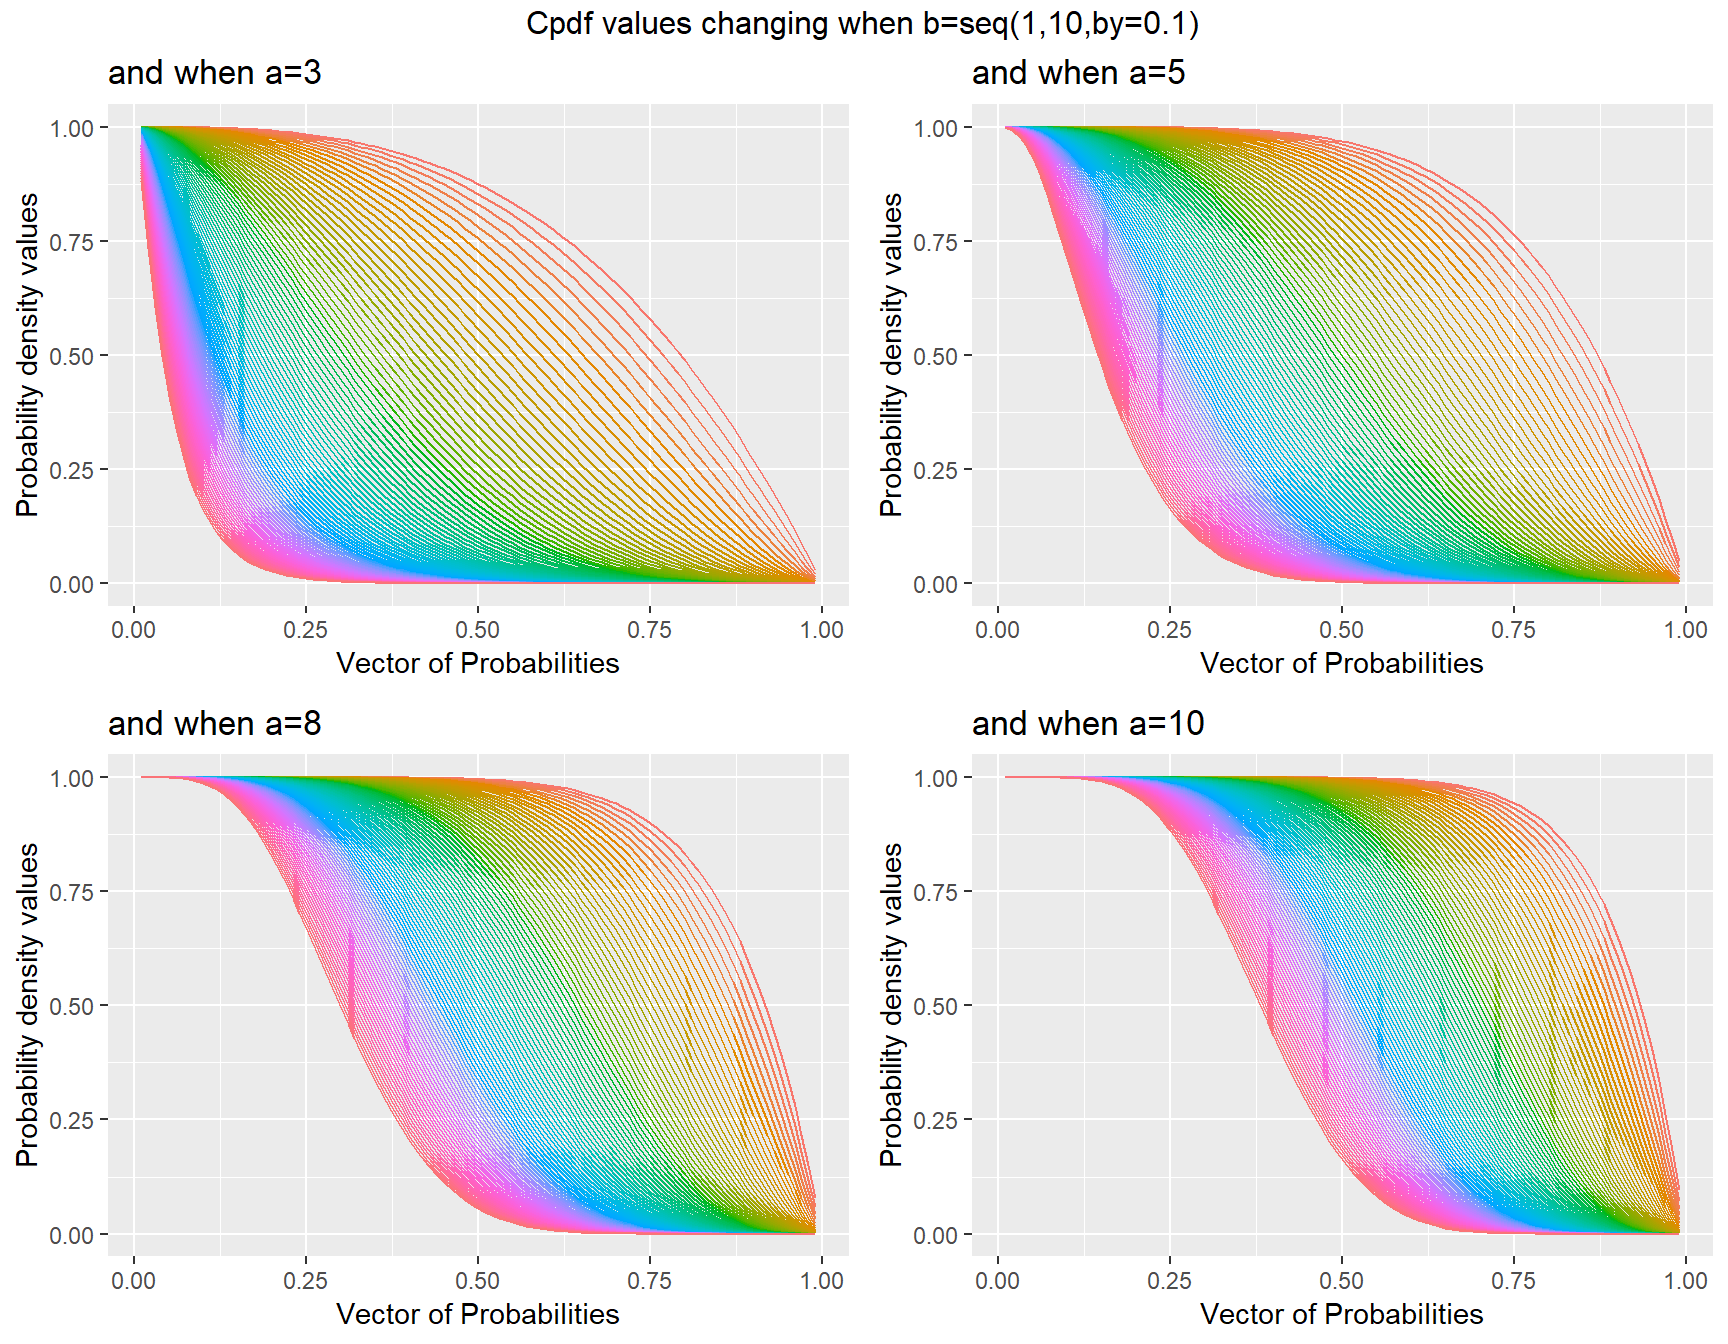 Cpdf values changing when b=seq(1,10,by=0.1)
and when a=3
Probability density values
1.00
0.75
0.50
0.25
0.00
0.00 0.25 0.50 0.75 1.00
Vector of Probabilities
and when a=5
Probability density values
1.00
0.75
0.50
0.25
0.00
0.00 0.25 0.50 0.75 1.00
Vector of Probabilities
and when a=8
Probability density values
1.00
0.75
0.50
0.25
0.00
0.00 0.25 0.50 0.75 1.00
Vector of Probabilities
and when a=10
Probability density values
1.00
0.75
0.50
0.25
0.00
0.00 0.25 0.50 0.75 1.00
Vector of Probabilities